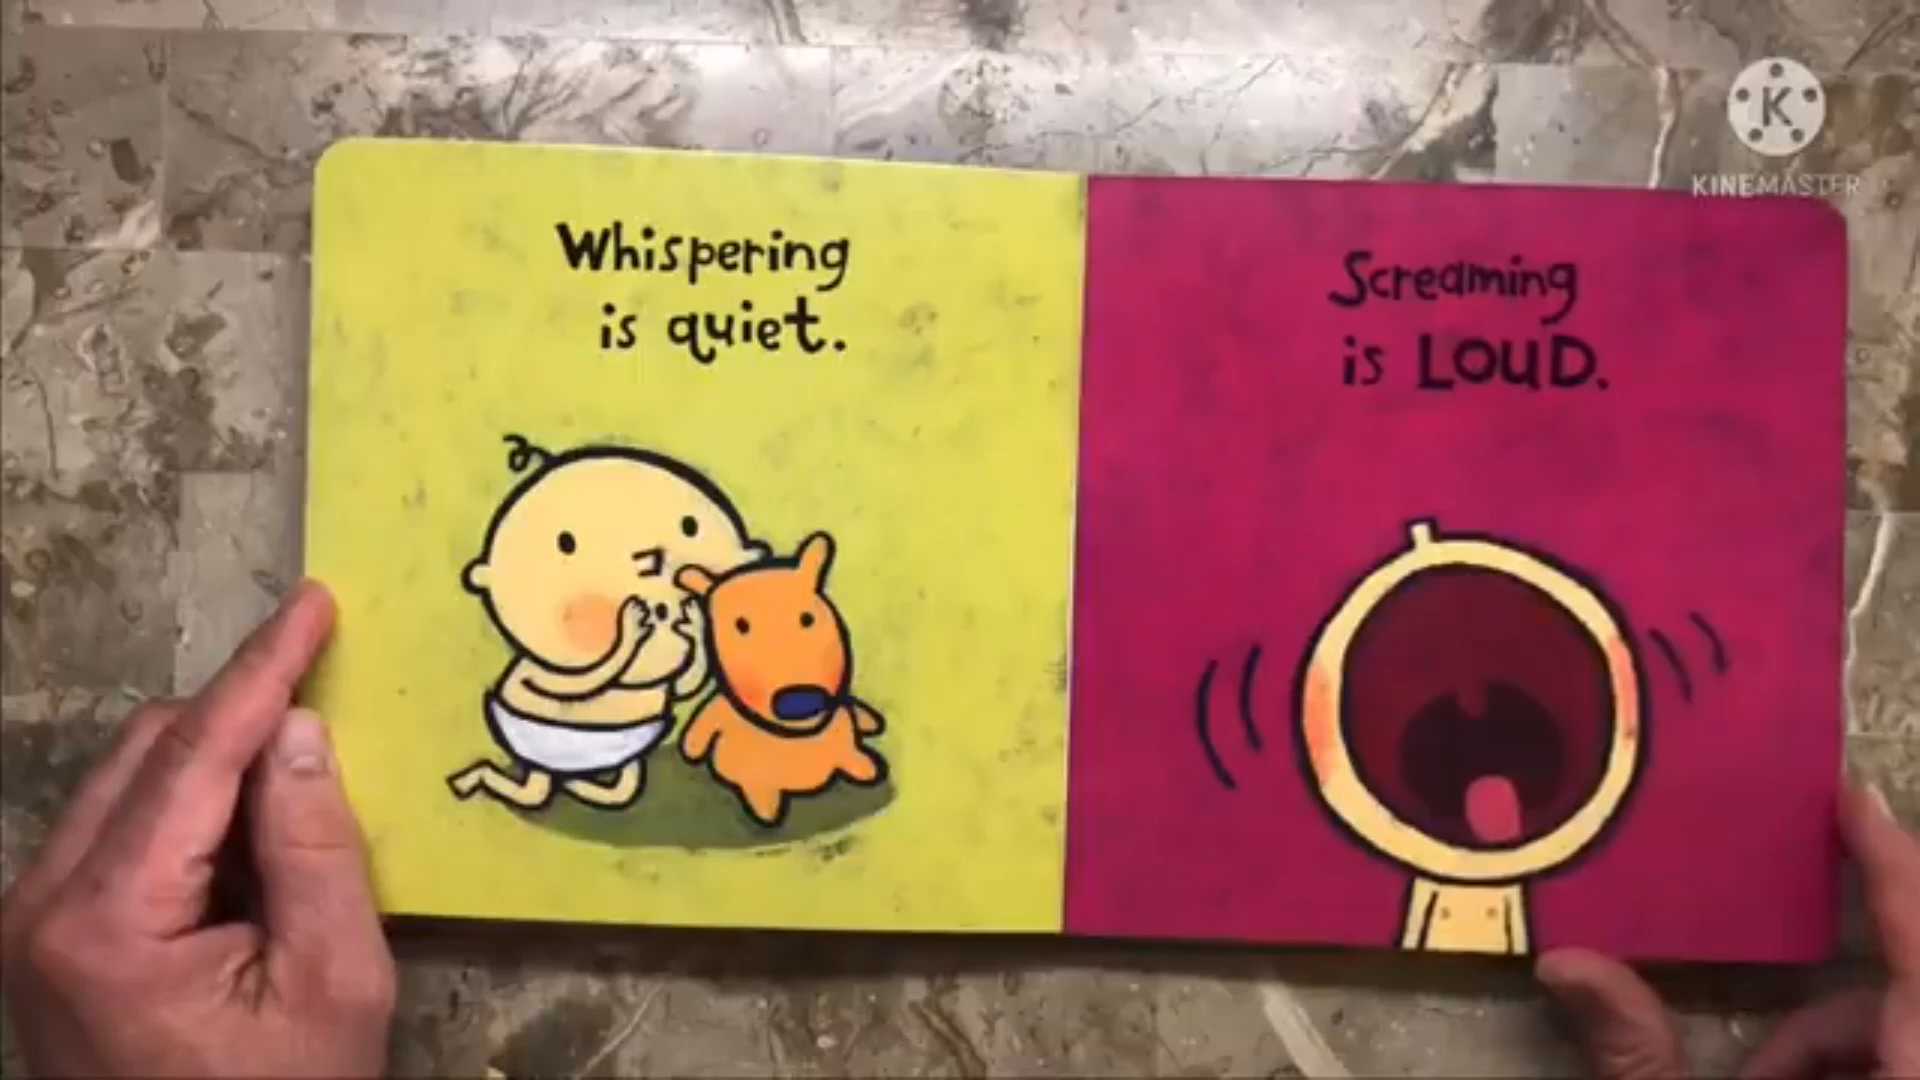 Whispering
is quiet.
Screaming
is LOUD.
K
KINEMASTER